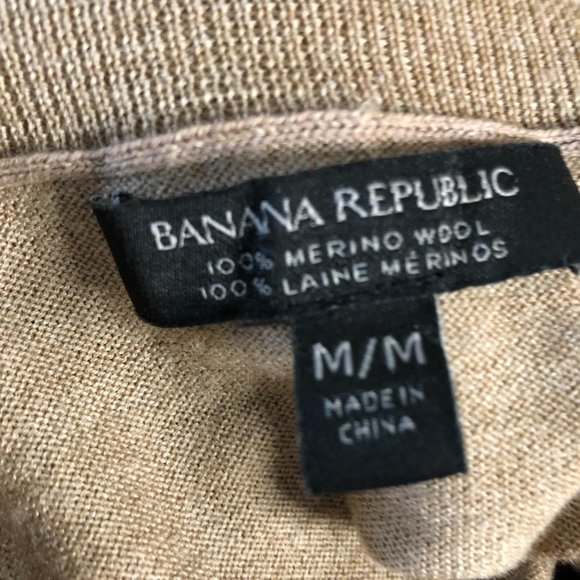 BANANA REPUBLIC
100% MERINO WOOL
100% LAINE MÉRINOS
M/M
MADE IN
CHINA